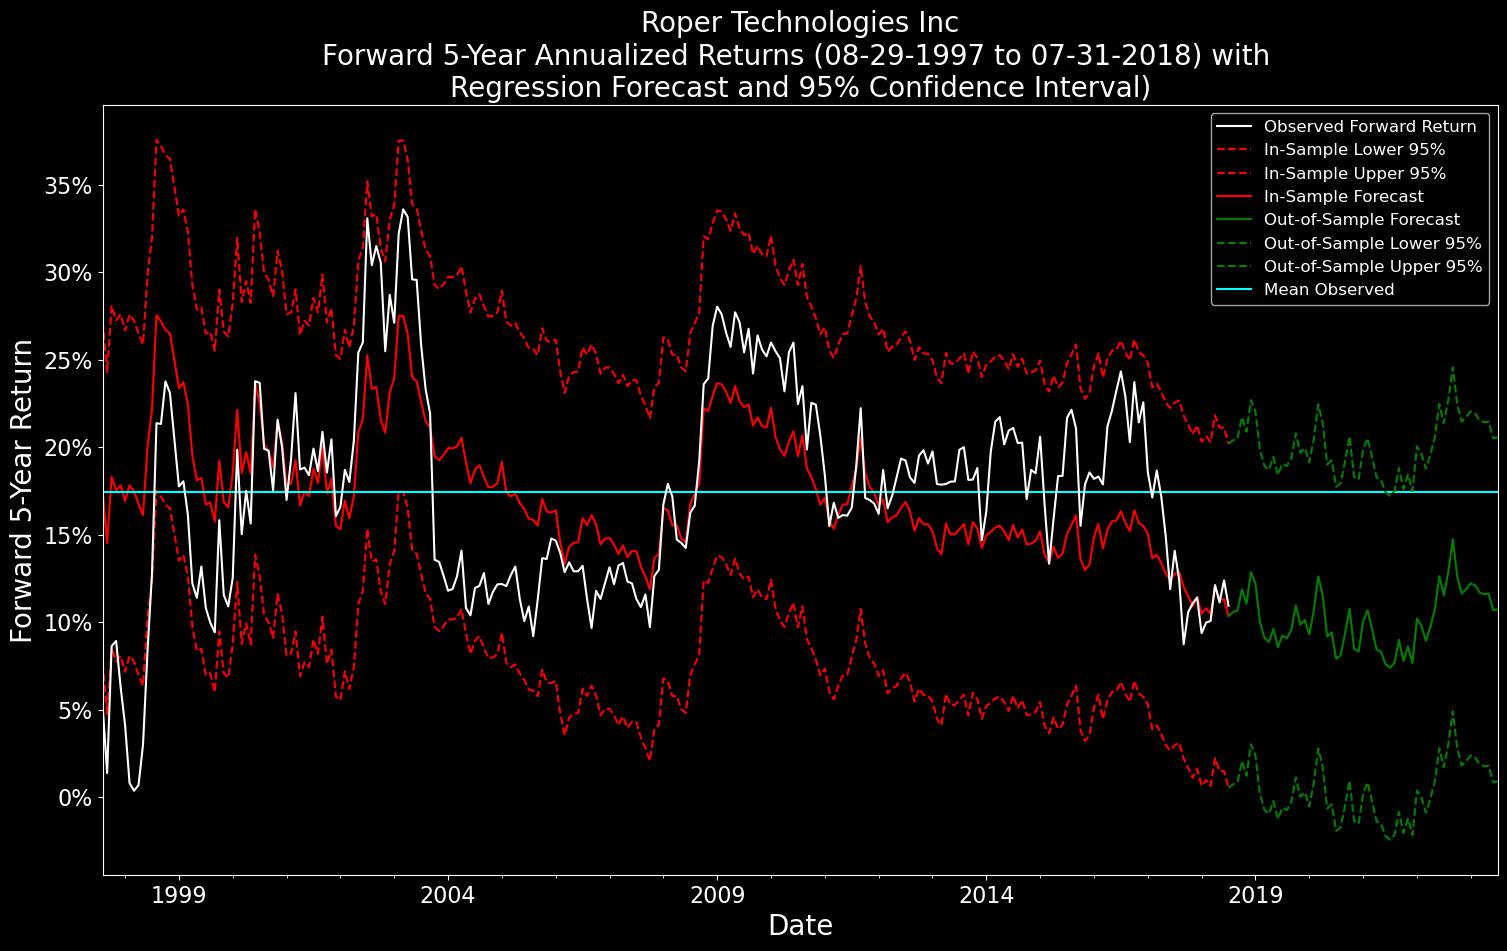 Roper Technologies Inc
Forward 5-Year Annualized Returns (08-29-1997 to 07-31-2018) with
Regression Forecast and 95% Confidence Interval)
Observed Forward Return
In-Sample Lower 95%
In-Sample Upper 95%
In-Sample Forecast
Out-of-Sample Forecast
Out-of-Sample Lower 95%
Out-of-Sample Upper 95%
Mean Observed
Forward 5-Year Return
35%
30%
25%
20%
15%
10%
5%
0%
1999
2004
2009
2014
2019
Date